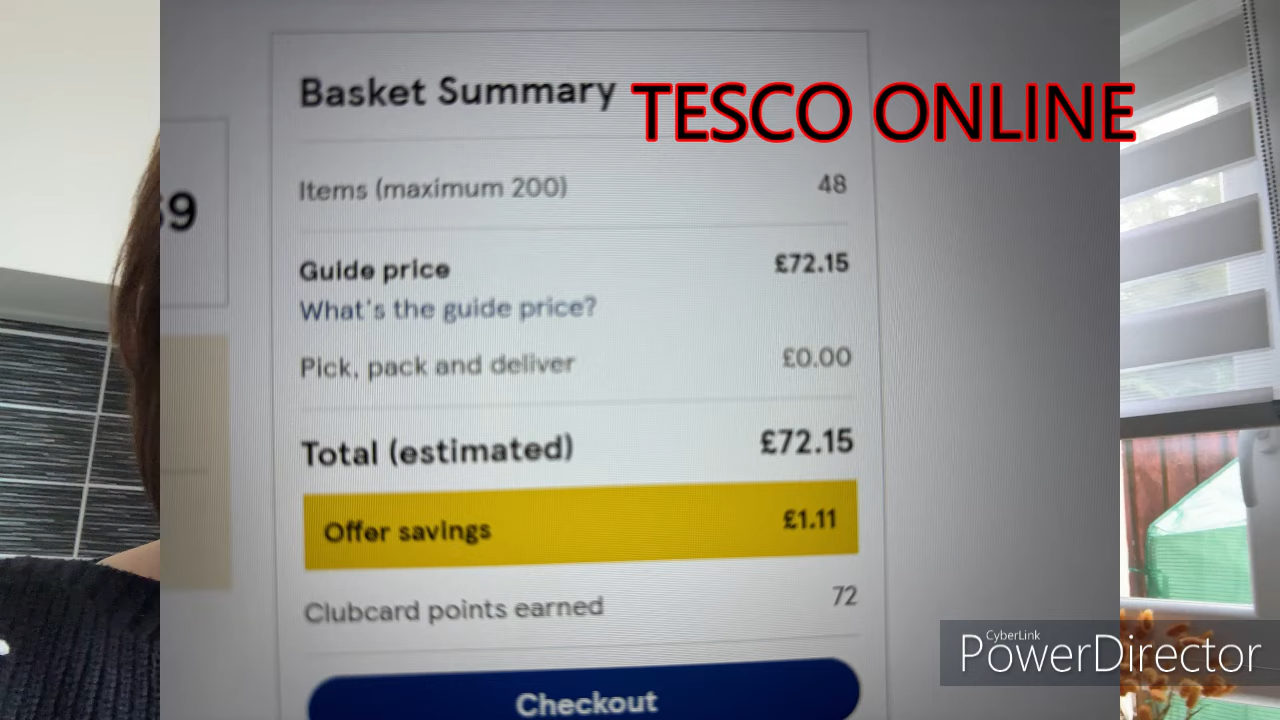 Basket Summary
TESCO ONLINE
Items (maximum 200) 48
69
Guide price £72.15
What's the guide price?
Pick, pack and deliver £0.00
Total (estimated) £72.15
Offer savings £1.11
Clubcard points earned 72
Checkout
CyberLink
PowerDirector